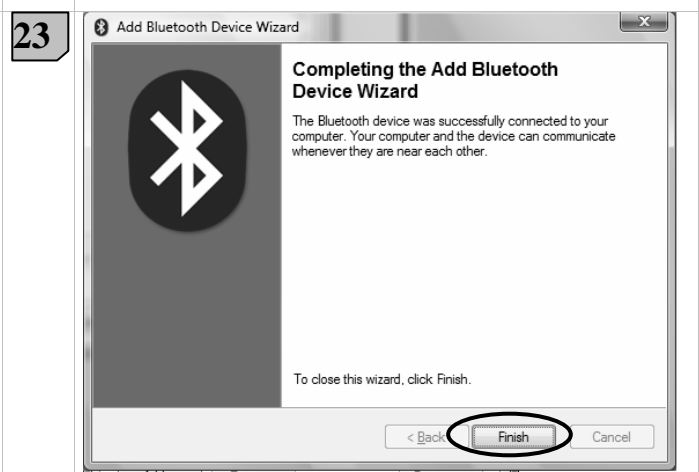 23
Add Bluetooth Device Wizard
X
Completing the Add Bluetooth
Device Wizard
The Bluetooth device was successfully connected to your
computer. Your computer and the device can communicate
whenever they are near each other.
To close this wizard, click Finish.
< Back
Finish
Cancel